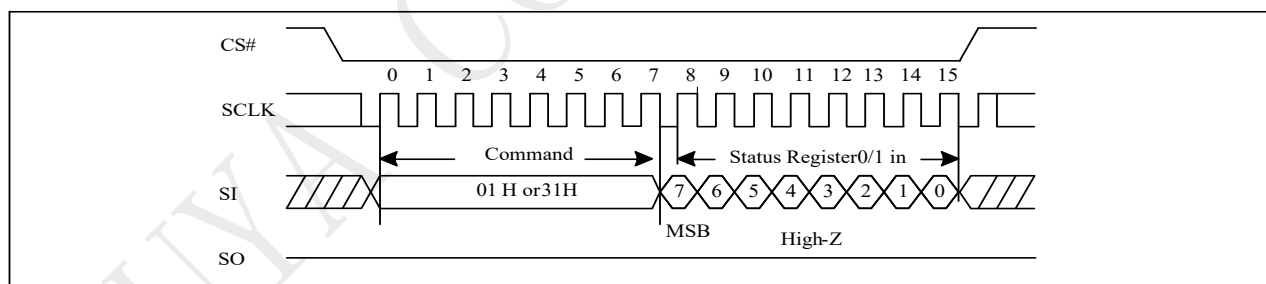 CS#
0 1 2 3 4 5 6 7 8 9 10 11 12 13 14 15
SCLK
Command Status Register0/1 in
SI 01 H or31H 7 6 5 4 3 2 1 0
MSB High-Z
SO